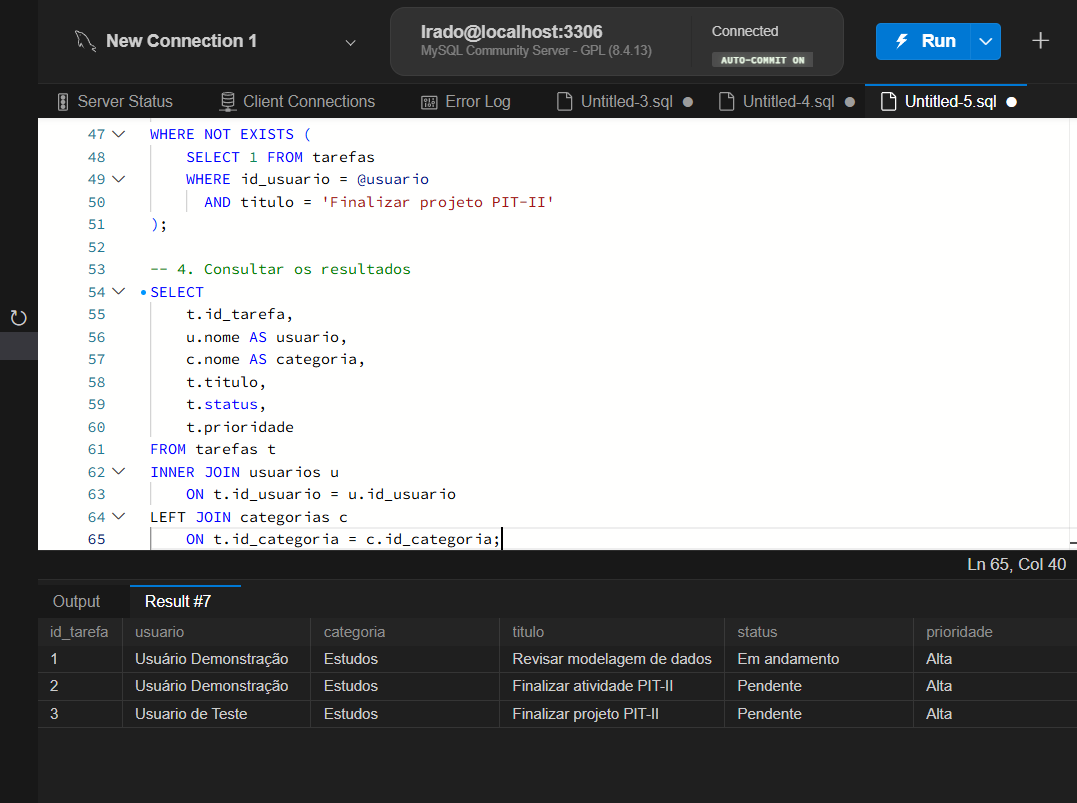 New Connection 1
lrado@localhost:3306
MySQL Community Server - GPL (8.4.13)
Connected
AUTO-COMMIT ON
Run
Server Status
Client Connections
Error Log
Untitled-3.sql
Untitled-4.sql
Untitled-5.sql
47 WHERE NOT EXISTS (
48 SELECT 1 FROM tarefas
49 WHERE id_usuario = @usuario
50 AND titulo = 'Finalizar projeto PIT-II'
51 );
52
53 -- 4. Consultar os resultados
54 SELECT
55 t.id_tarefa,
56 u.nome AS usuario,
57 c.nome AS categoria,
58 t.titulo,
59 t.status,
60 t.prioridade
61 FROM tarefas t
62 INNER JOIN usuarios u
63 ON t.id_usuario = u.id_usuario
64 LEFT JOIN categorias c
65 ON t.id_categoria = c.id_categoria;
Ln 65, Col 40
Output Result #7
id_tarefa usuario categoria titulo status prioridade
1 Usuário Demonstração Estudos Revisar modelagem de dados Em andamento Alta
2 Usuário Demonstração Estudos Finalizar atividade PIT-II Pendente Alta
3 Usuario de Teste Estudos Finalizar projeto PIT-II Pendente Alta